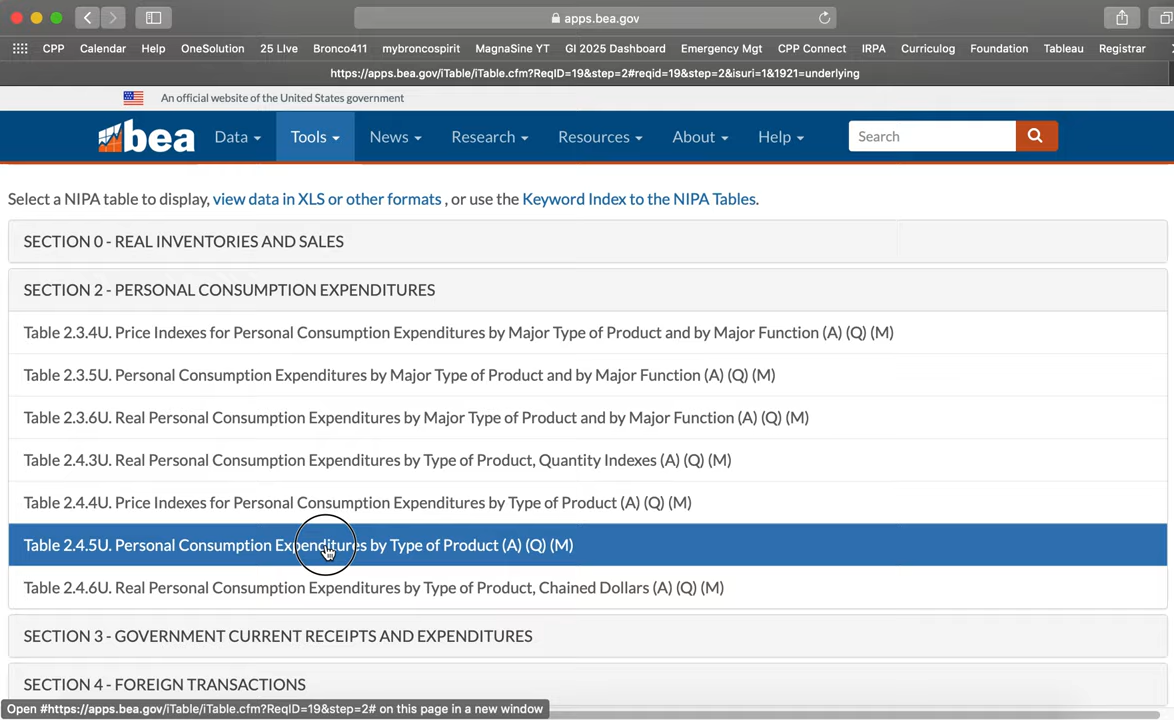 apps.bea.gov
CPP Calendar Help OneSolution 25 LIve Bronco411 mybroncospirit MagnaSine YT GI 2025 Dashboard Emergency Mgt CPP Connect IRPA Curriculog Foundation Tableau Registrar
https://apps.bea.gov/iTable/iTable.cfm?ReqID=19&step=2#reqid=19&step=2&isuri=1&1921=underlying
An official website of the United States government
bea Data Tools News Research Resources About Help Search
Select a NIPA table to display, view data in XLS or other formats , or use the Keyword Index to the NIPA Tables.
SECTION 0 - REAL INVENTORIES AND SALES
SECTION 2 - PERSONAL CONSUMPTION EXPENDITURES
Table 2.3.4U. Price Indexes for Personal Consumption Expenditures by Major Type of Product and by Major Function (A) (Q) (M)
Table 2.3.5U. Personal Consumption Expenditures by Major Type of Product and by Major Function (A) (Q) (M)
Table 2.3.6U. Real Personal Consumption Expenditures by Major Type of Product and by Major Function (A) (Q) (M)
Table 2.4.3U. Real Personal Consumption Expenditures by Type of Product, Quantity Indexes (A) (Q) (M)
Table 2.4.4U. Price Indexes for Personal Consumption Expenditures by Type of Product (A) (Q) (M)
Table 2.4.5U. Personal Consumption Expenditures by Type of Product (A) (Q) (M)
Table 2.4.6U. Real Personal Consumption Expenditures by Type of Product, Chained Dollars (A) (Q) (M)
SECTION 3 - GOVERNMENT CURRENT RECEIPTS AND EXPENDITURES
SECTION 4 - FOREIGN TRANSACTIONS
Open #https://apps.bea.gov/iTable/iTable.cfm?ReqID=19&step=2# on this page in a new window